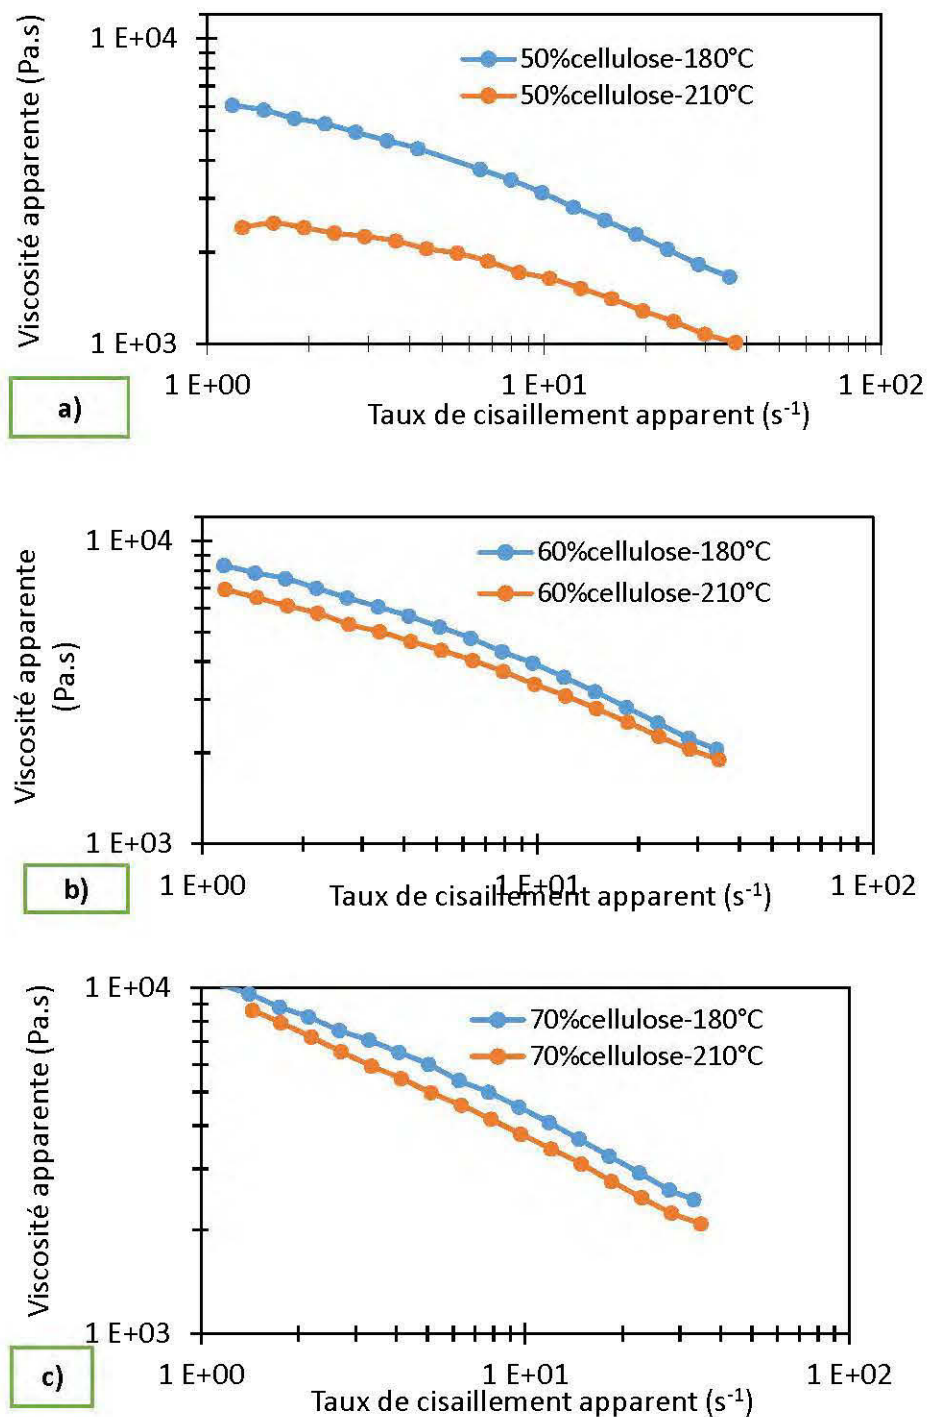 Viscosité apparente (Pa.s)
1 E+04
1 E+03
1 E+00
1 E+01
1 E+02
50%cellulose-180°C
50%cellulose-210°C
Taux de cisaillement apparent (s-1)
a)
Viscosité apparente
(Pa.s)
1 E+04
1 E+03
1 E+00
1 E+01
1 E+02
60%cellulose-180°C
60%cellulose-210°C
Taux de cisaillement apparent (s-1)
b)
Viscosité apparente (Pa.s)
1 E+04
1 E+03
1 E+00
1 E+01
1 E+02
70%cellulose-180°C
70%cellulose-210°C
Taux de cisaillement apparent (s-1)
c)